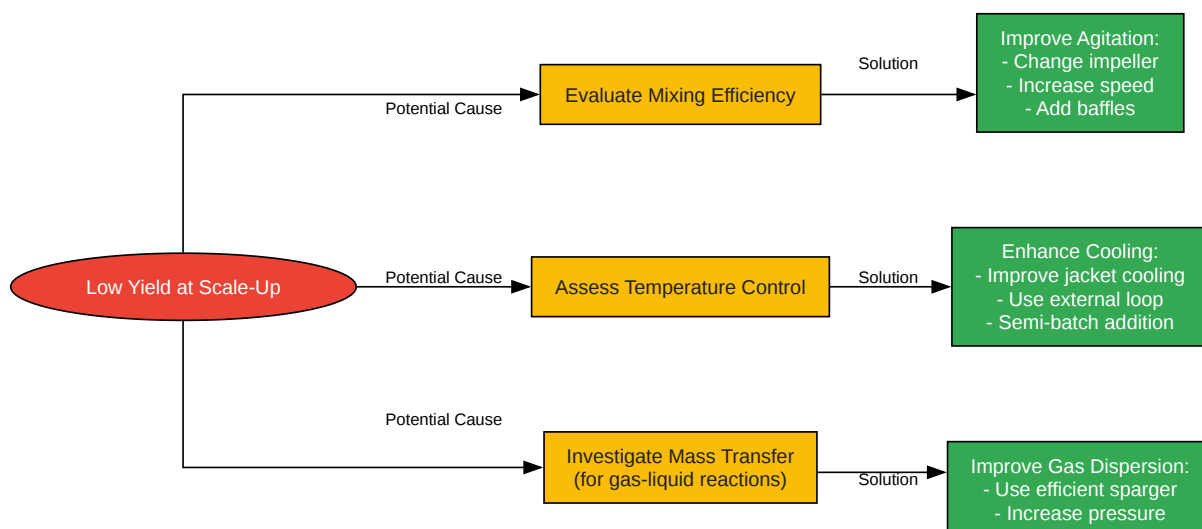 Improve Agitation:
- Change impeller
- Increase speed
- Add baffles
Solution
Evaluate Mixing Efficiency
Potential Cause
Enhance Cooling:
- Improve jacket cooling
- Use external loop
- Semi-batch addition
Low Yield at Scale-Up
Potential Cause
Assess Temperature Control
Solution
Potential Cause
Investigate Mass Transfer
(for gas-liquid reactions)
Solution
Improve Gas Dispersion:
- Use efficient sparger
- Increase pressure